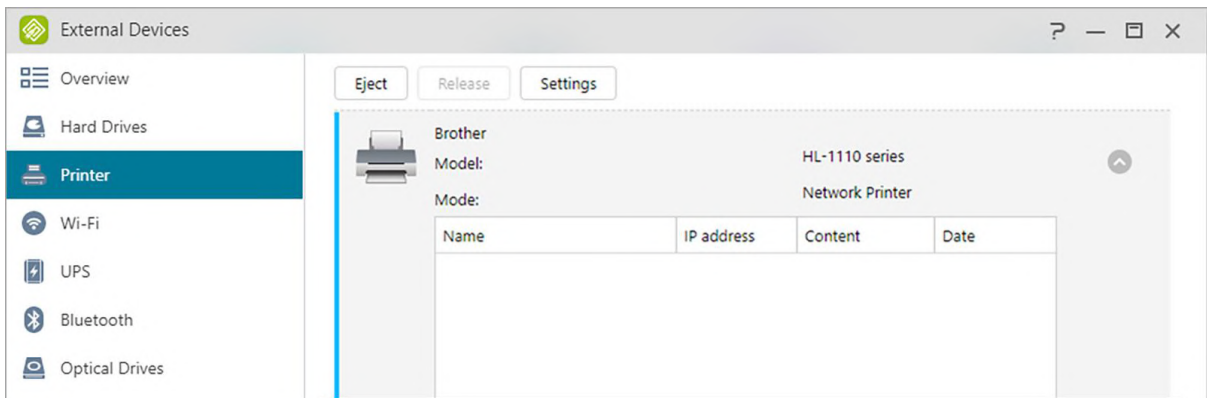 External Devices
?
Overview
Hard Drives
Printer
Wi-Fi
UPS
Bluetooth
Optical Drives
Eject Release Settings
Brother
Model: HL-1110 series
Mode: Network Printer
Name IP address Content Date